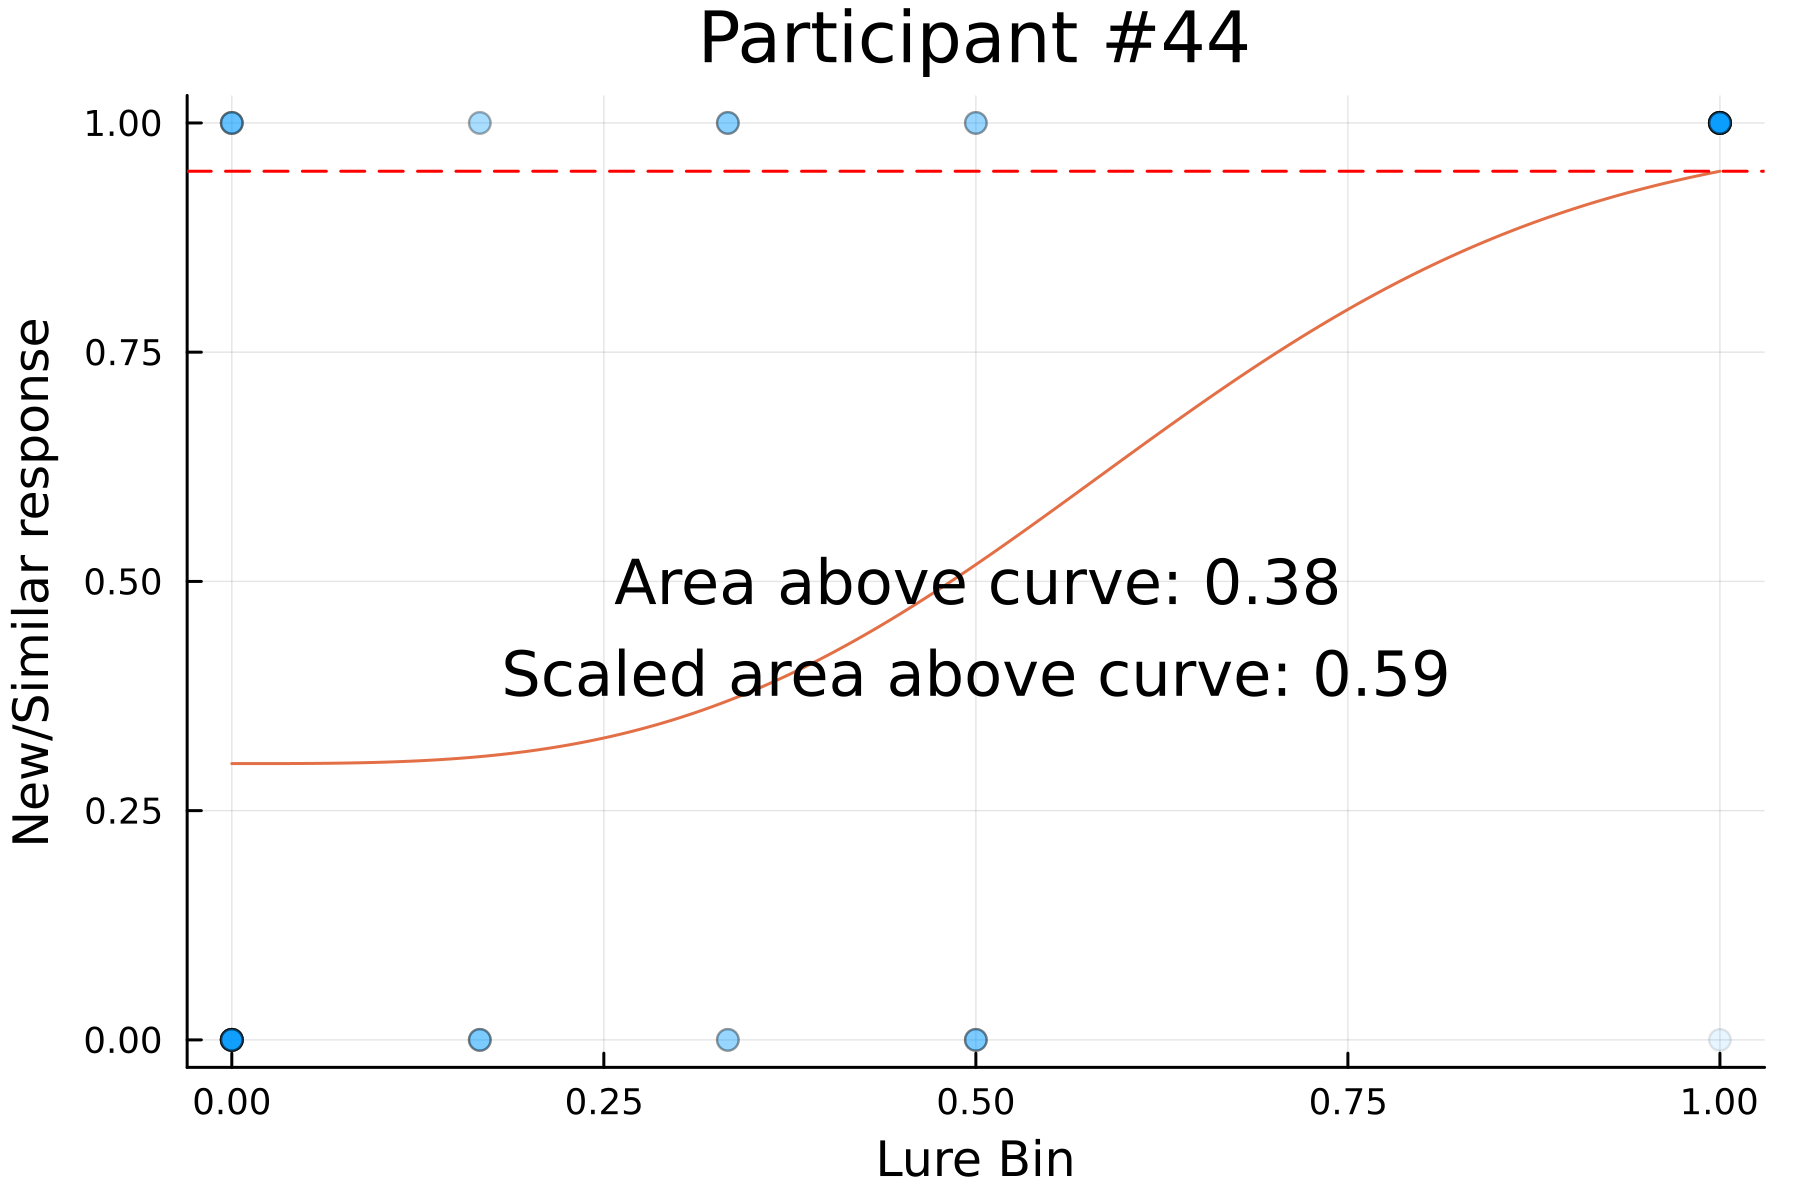 Participant #44
1.00
0.75
0.50
0.25
0.00
New/Similar response
Area above curve: 0.38
Scaled area above curve: 0.59
0.00 0.25 0.50 0.75 1.00
Lure Bin